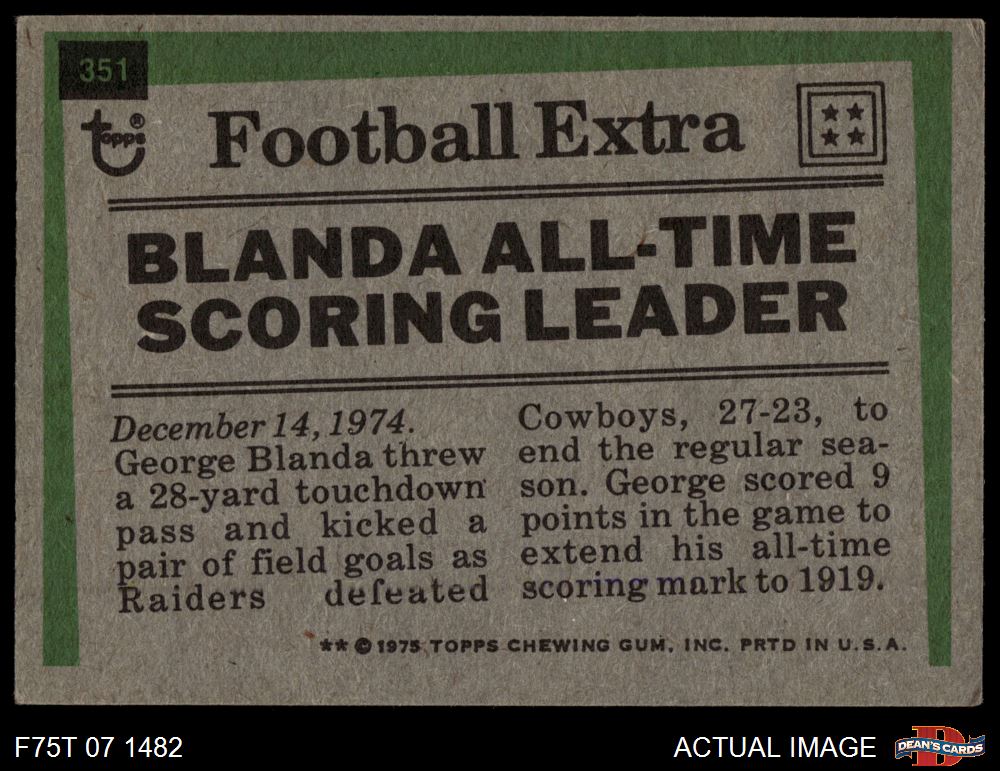 351
topps®
Football Extra
BLANDA ALL-TIME
SCORING LEADER
December 14, 1974.
George Blanda threw
a 28-yard touchdown
pass and kicked a
pair of field goals as
Raiders defeated
Cowboys, 27-23, to
end the regular sea-
son. George scored 9
points in the game to
extend his all-time
scoring mark to 1919.
** © 1975 TOPPS CHEWING GUM, INC. PRTD IN U.S.A.
F75T 07 1482
ACTUAL IMAGE
D
DEAN'S CARDS